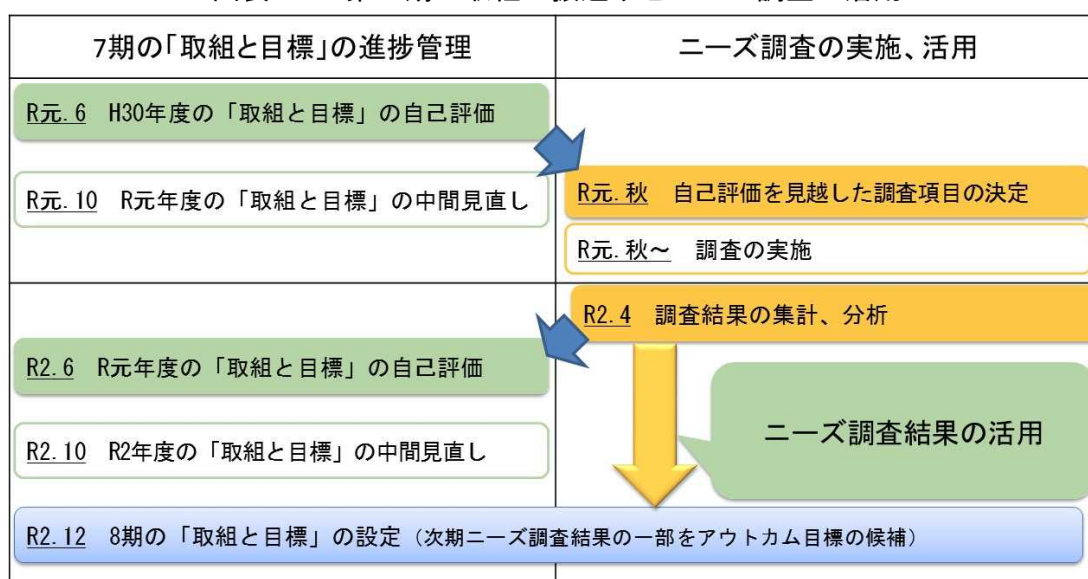 7期の「取組と目標」の進捗管理
ニーズ調査の実施、活用
R元.6 H30年度の「取組と目標」の自己評価
R元.10 R元年度の「取組と目標」の中間見直し
R元.秋 自己評価を見越した調査項目の決定
R元.秋～ 調査の実施
R2.4 調査結果の集計、分析
R2.6 R元年度の「取組と目標」の自己評価
ニーズ調査結果の活用
R2.10 R2年度の「取組と目標」の中間見直し
R2.12 8期の「取組と目標」の設定（次期ニーズ調査結果の一部をアウトカム目標の候補）